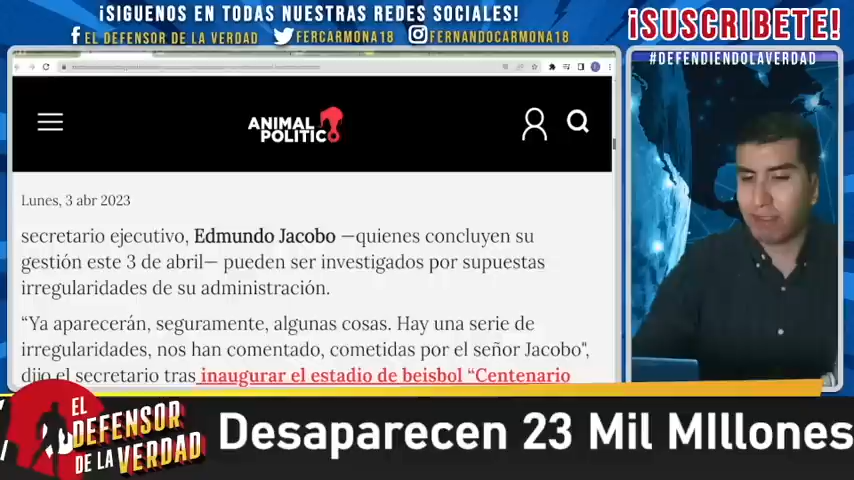 ¡SIGUENOS EN TODAS NUESTRAS REDES SOCIALES!
EL DEFENSOR DE LA VERDAD
FERCARMONA18
FERNANDOCARMONA18
¡SUSCRIBETE!
#DEFENDIENDOLAVERDAD
ANIMAL
POLITICO
Lunes, 3 abr 2023
secretario ejecutivo, Edmundo Jacobo —quienes concluyen su
gestión este 3 de abril— pueden ser investigados por supuestas
irregularidades de su administración.
“Ya aparecerán, seguramente, algunas cosas. Hay una serie de
irregularidades, nos han comentado, cometidas por el señor Jacobo",
dijo el secretario tras inaugurar el estadio de beisbol “Centenario
EL
DEFENSOR
DE LA VERDAD
Desaparecen 23 Mil MIllones